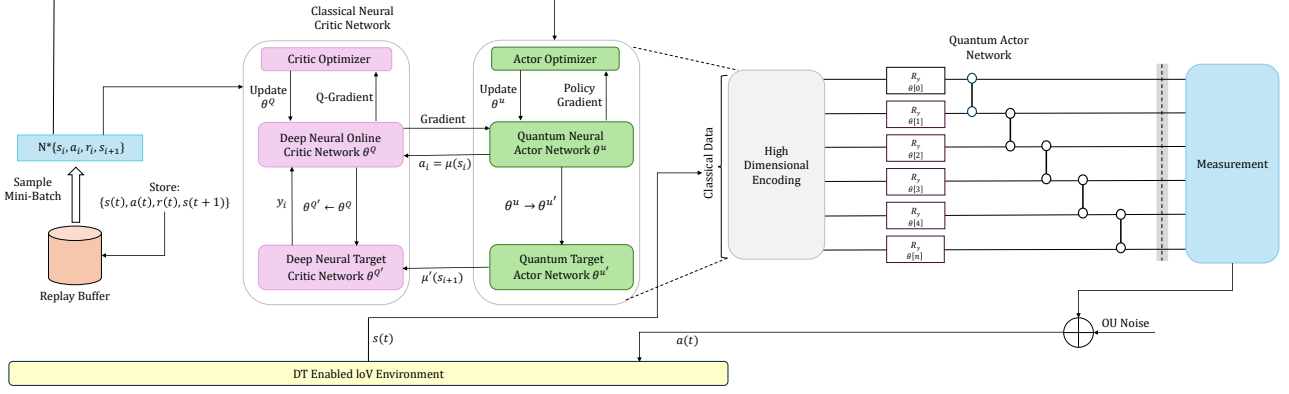 Classical Neural
Critic Network
Critic Optimizer
Update
θ^Q
Q-Gradient
Deep Neural Online
Critic Network θ^Q
y_i
θ^Q' ← θ^Q
Deep Neural Target
Critic Network θ^Q'
Actor Optimizer
Update
θ^u
Policy
Gradient
Quantum Neural
Actor Network θ^u
θ^u → θ^u'
Quantum Target
Actor Network θ^u'
Gradient
a_i = μ(s_i)
μ'(s_{i+1})
N*{s_i, a_i, r_i, s_{i+1}}
Sample
Mini-Batch
Store:
{s(t), a(t), r(t), s(t + 1)}
Replay Buffer
Classical Data
High
Dimensional
Encoding
Quantum Actor
Network
R_y
θ[0]
R_y
θ[1]
R_y
θ[2]
R_y
θ[3]
R_y
θ[4]
R_y
θ[n]
Measurement
OU Noise
a(t)
s(t)
DT Enabled IoV Environment